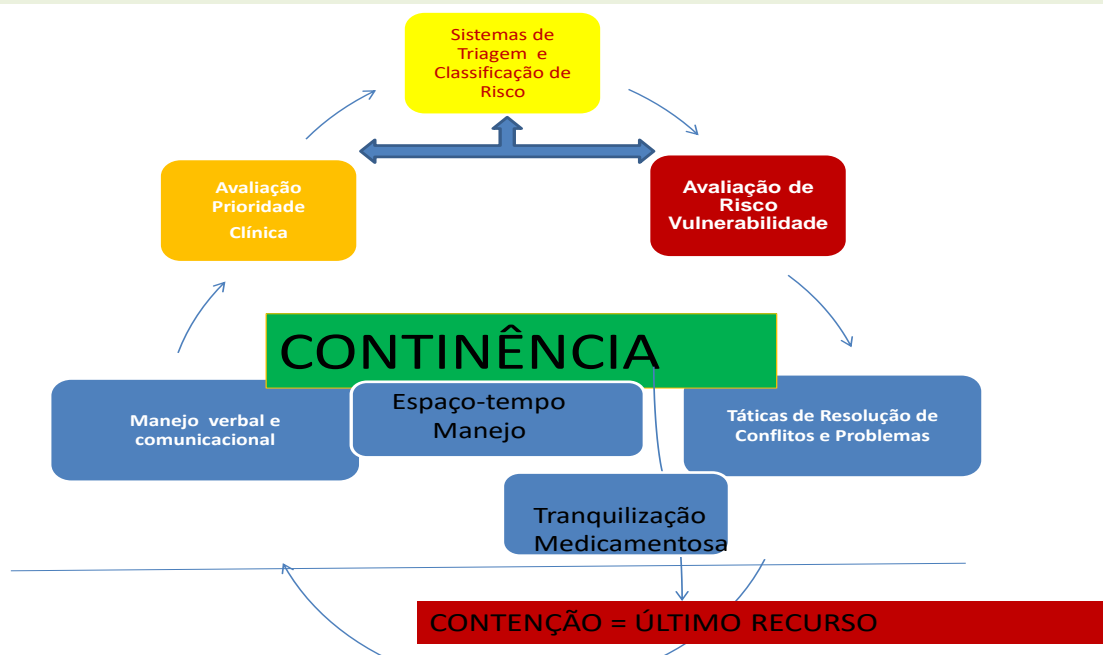 Sistemas de
Triagem e
Classificação de
Risco
Avaliação
Prioridade
Clínica
Avaliação de
Risco
Vulnerabilidade
CONTINÊNCIA
Espaço-tempo
Manejo
Manejo verbal e
comunicacional
Táticas de Resolução de
Conflitos e Problemas
Tranquilização
Medicamentosa
CONTENÇÃO = ÚLTIMO RECURSO